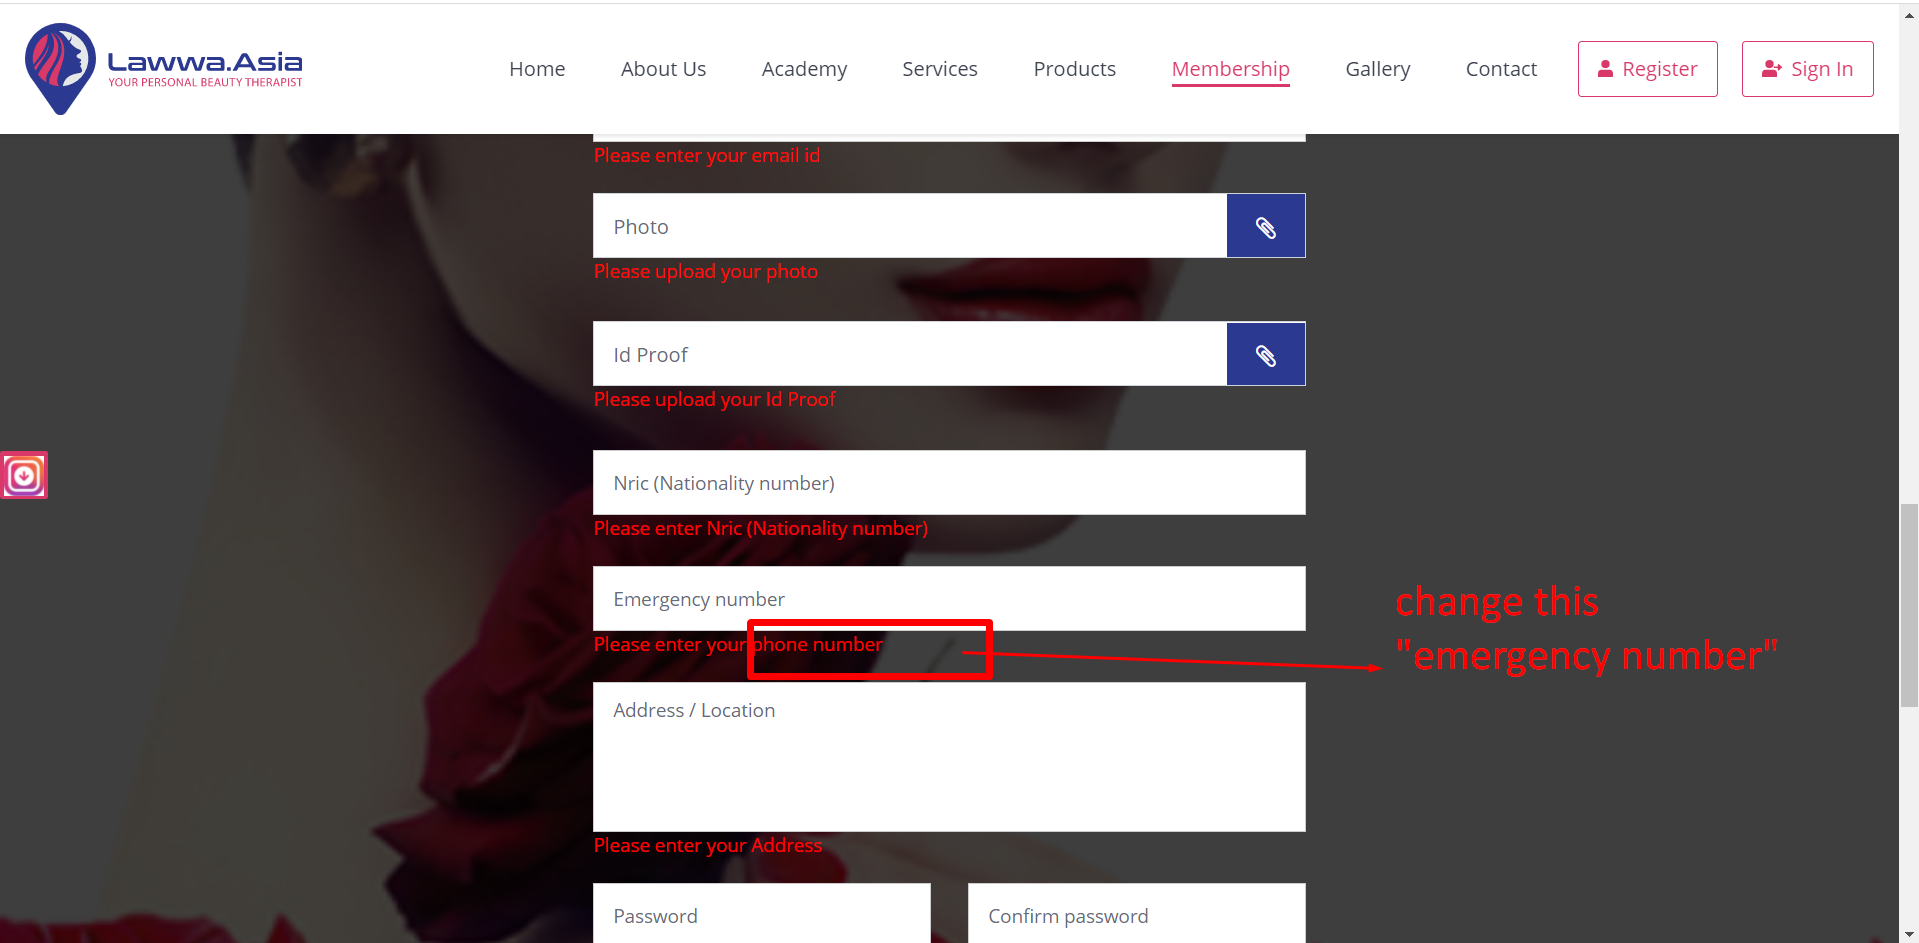 Lawwa.Asia
YOUR PERSONAL BEAUTY THERAPIST
Home About Us Academy Services Products Membership Gallery Contact Register Sign In
Please enter your email id
Photo
Please upload your photo
Id Proof
Please upload your Id Proof
Nric (Nationality number)
Please enter Nric (Nationality number)
Emergency number
Please enter your phone number
change this
"emergency number"
Address / Location
Please enter your Address
Password Confirm password